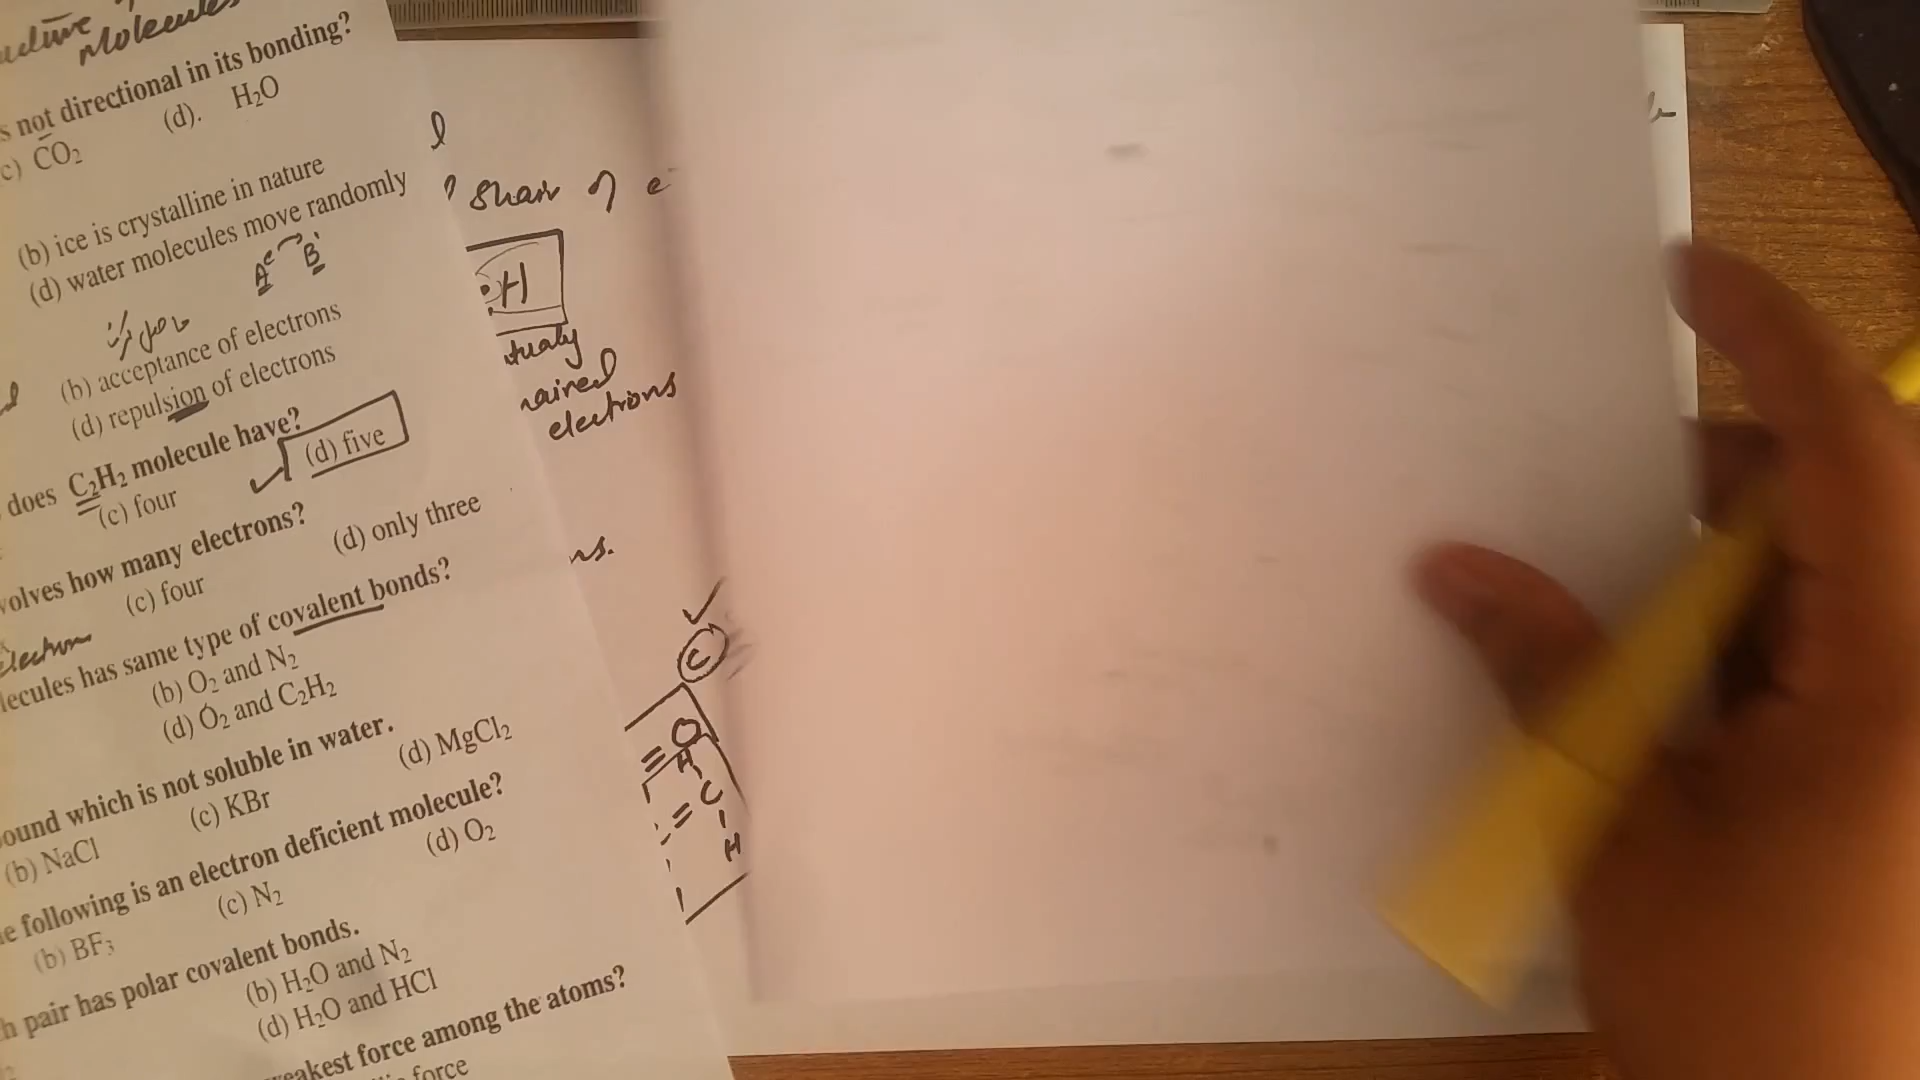 Molecules
s not directional in its bonding?
c) CO₂ (d). H₂O
(b) ice is crystalline in nature
(d) water molecules move randomly
A e B
(b) acceptance of electrons
(d) repulsion of electrons
does C₂H₂ molecule have?
(c) four (d) five
volves how many electrons?
(c) four (d) only three
Electron
lecules has same type of covalent bonds?
(b) O₂ and N₂
(d) O₂ and C₂H₂
ound which is not soluble in water.
(b) NaCl (c) KBr (d) MgCl₂
e following is an electron deficient molecule?
(b) BF₃ (c) N₂ (d) O₂
h pair has polar covalent bonds.
(b) H₂O and N₂
(d) H₂O and HCl
eakest force among the atoms?
force
l
Share of e⁻
H
tualy
haired
electrons
ns.
C
≡ O
H
= C
H